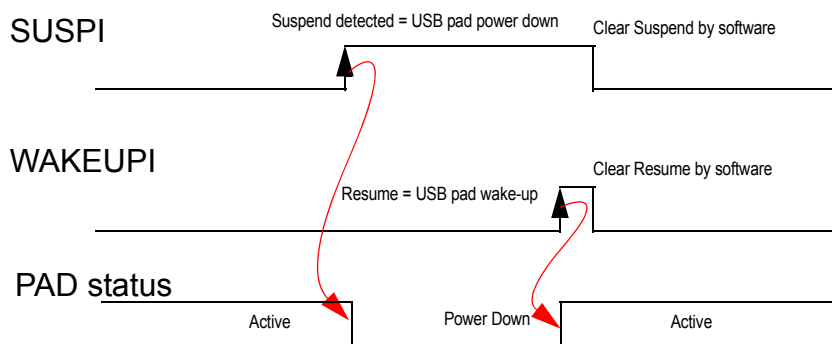 SUSPI
Suspend detected = USB pad power down
Clear Suspend by software
WAKEUPI
Clear Resume by software
Resume = USB pad wake-up
PAD status
Active
Power Down
Active